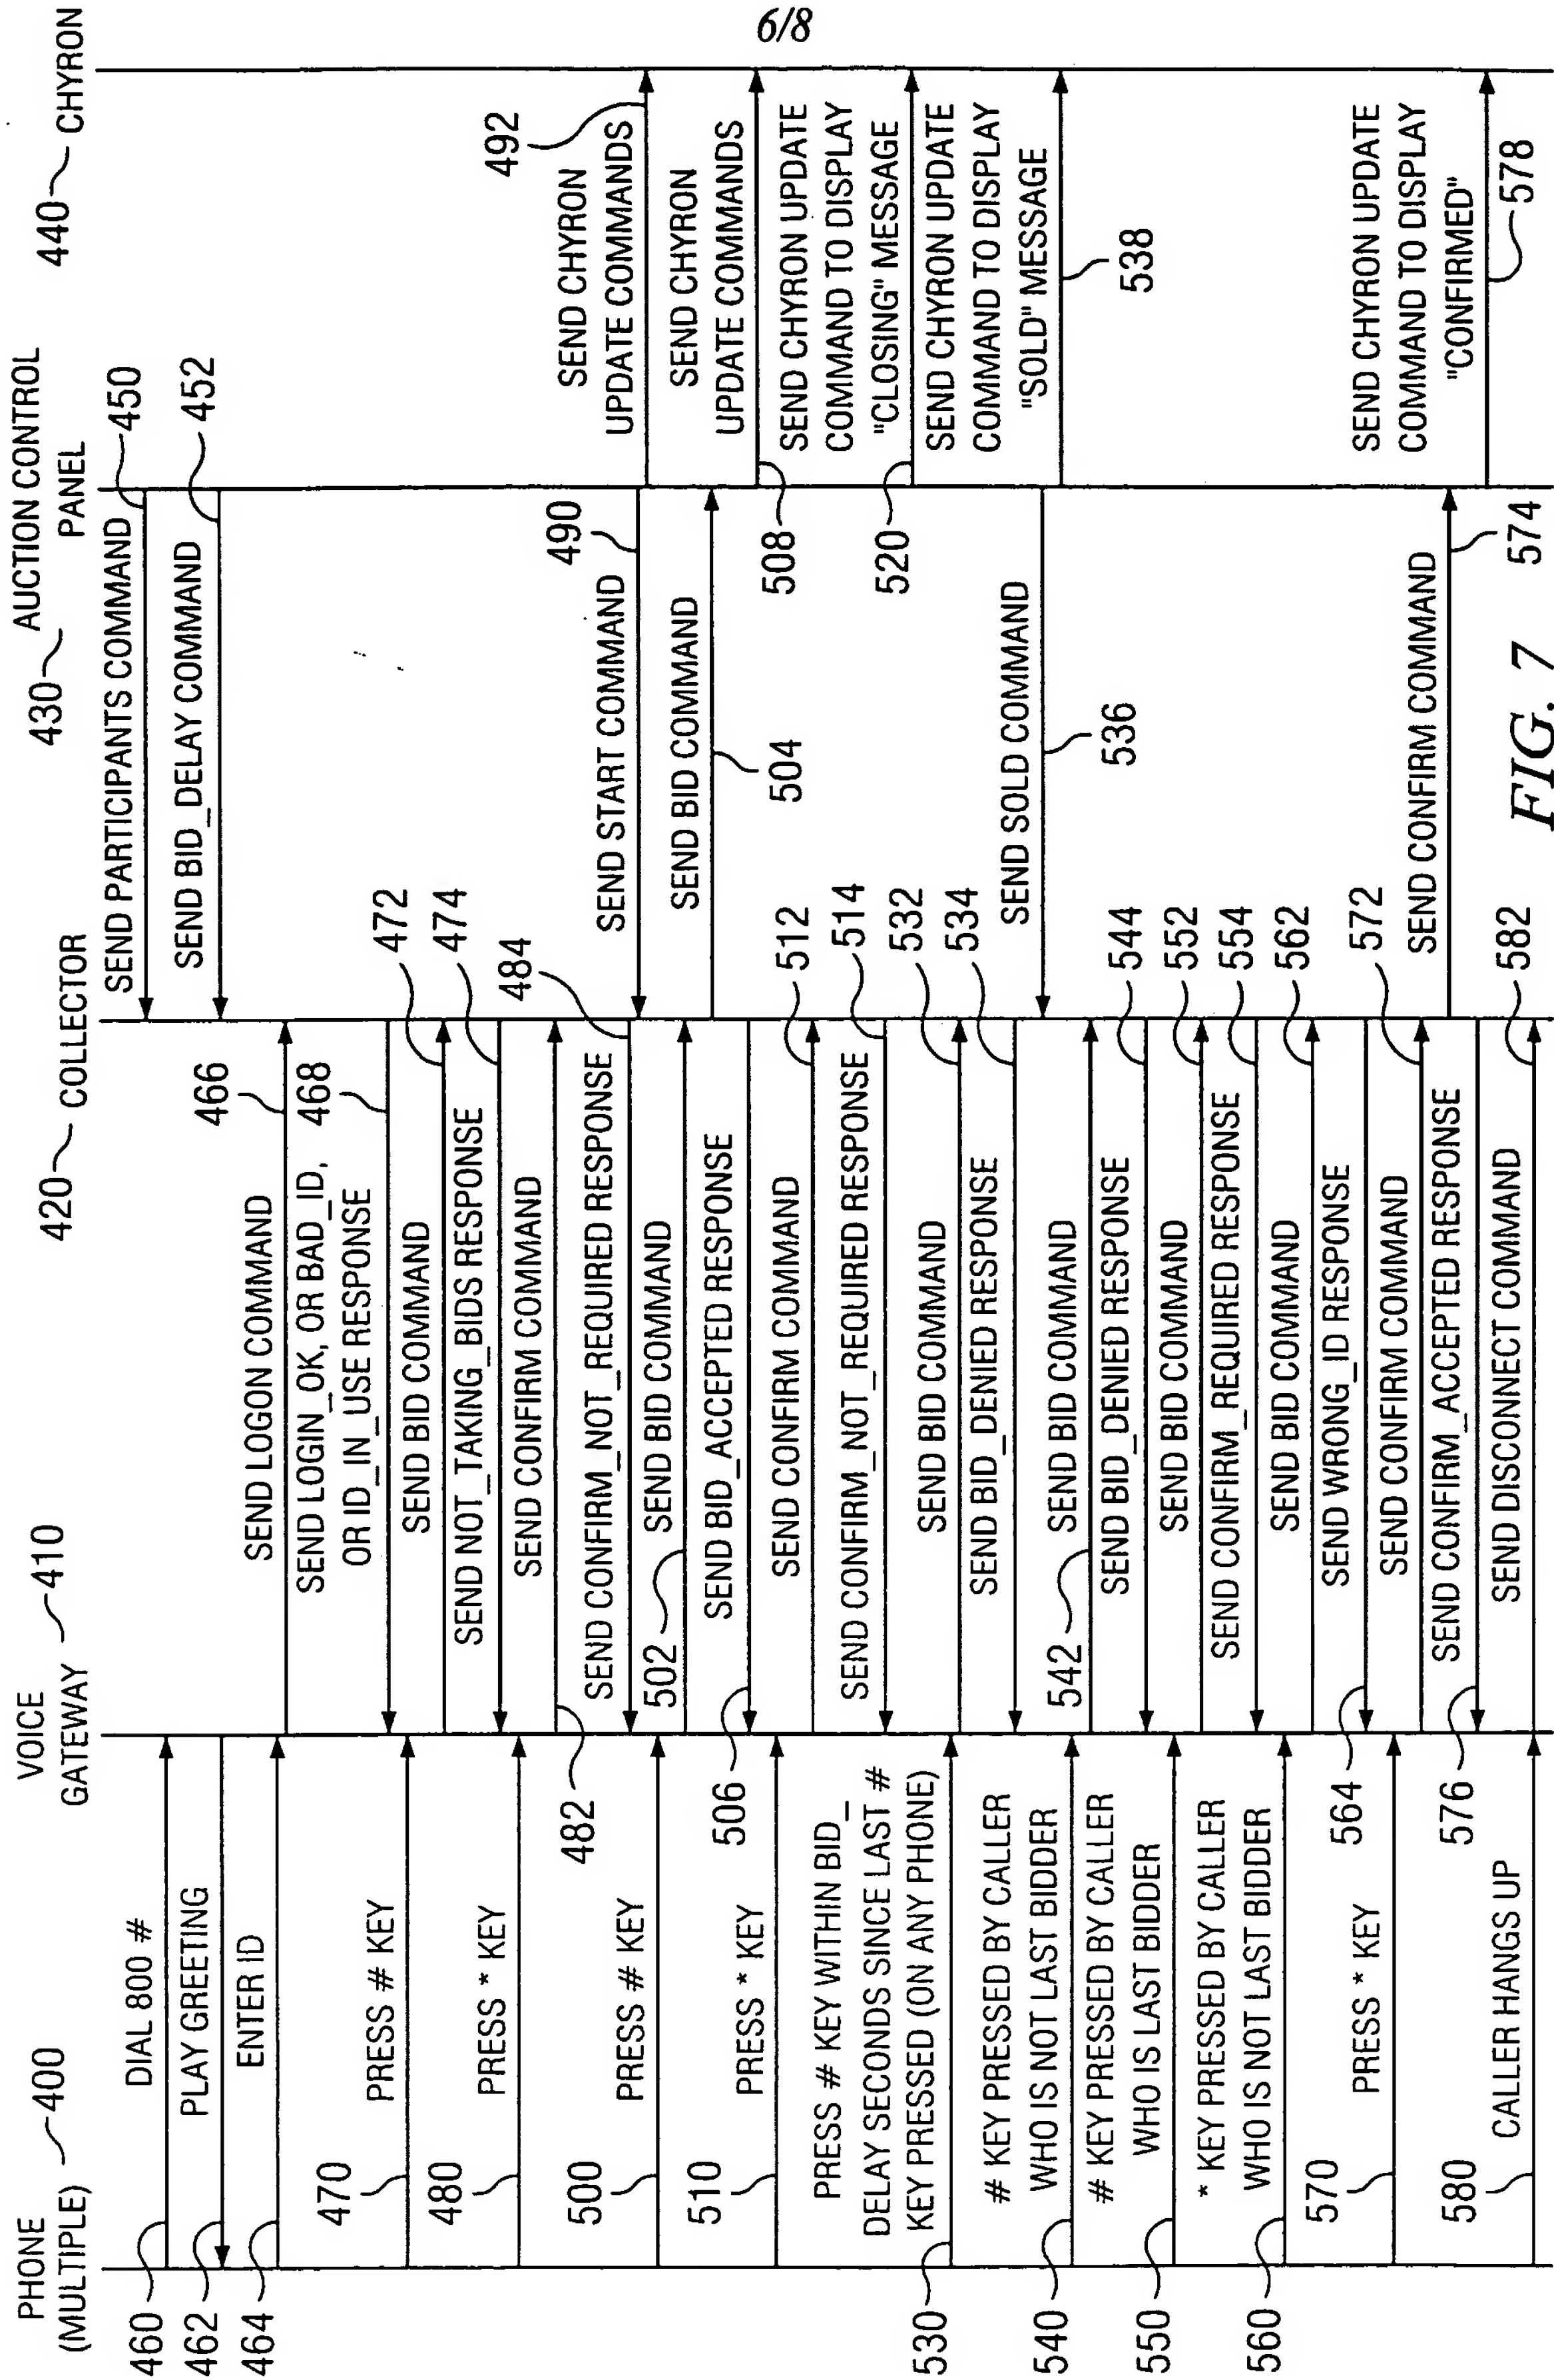 6/8
PHONE
(MULTIPLE)
400
VOICE
GATEWAY
410
420
COLLECTOR
430
AUCTION CONTROL
PANEL
440
CHYRON
SEND PARTICIPANTS COMMAND
450
460
DIAL 800 #
SEND BID_DELAY COMMAND
452
462
PLAY GREETING
464
ENTER ID
SEND LOGON COMMAND
466
SEND LOGIN_OK, OR BAD_ID,
OR ID_IN_USE RESPONSE
468
470
PRESS # KEY
SEND BID COMMAND
472
SEND NOT_TAKING_BIDS RESPONSE
474
480
PRESS * KEY
482
SEND CONFIRM COMMAND
SEND CONFIRM_NOT_REQUIRED RESPONSE
484
SEND START COMMAND
490
SEND CHYRON
UPDATE COMMANDS
492
500
PRESS # KEY
502
SEND BID COMMAND
SEND BID COMMAND
504
506
SEND BID_ACCEPTED RESPONSE
SEND CHYRON
UPDATE COMMANDS
508
510
PRESS * KEY
SEND CONFIRM COMMAND
512
SEND CONFIRM_NOT_REQUIRED RESPONSE
514
SEND CHYRON UPDATE
COMMAND TO DISPLAY
"CLOSING" MESSAGE
520
PRESS # KEY WITHIN BID_
DELAY SECONDS SINCE LAST #
KEY PRESSED (ON ANY PHONE)
530
SEND BID COMMAND
532
SEND BID_DENIED RESPONSE
534
SEND SOLD COMMAND
536
SEND CHYRON UPDATE
COMMAND TO DISPLAY
"SOLD" MESSAGE
538
# KEY PRESSED BY CALLER
WHO IS NOT LAST BIDDER
540
542
SEND BID COMMAND
SEND BID_DENIED RESPONSE
544
# KEY PRESSED BY CALLER
WHO IS LAST BIDDER
550
SEND BID COMMAND
552
SEND CONFIRM_REQUIRED RESPONSE
554
* KEY PRESSED BY CALLER
WHO IS NOT LAST BIDDER
560
SEND BID COMMAND
562
564
SEND WRONG_ID RESPONSE
570
PRESS * KEY
SEND CONFIRM COMMAND
572
SEND CONFIRM COMMAND
574
576
SEND CONFIRM_ACCEPTED RESPONSE
SEND CHYRON UPDATE
COMMAND TO DISPLAY
"CONFIRMED"
578
580
CALLER HANGS UP
SEND DISCONNECT COMMAND
582
FIG. 7